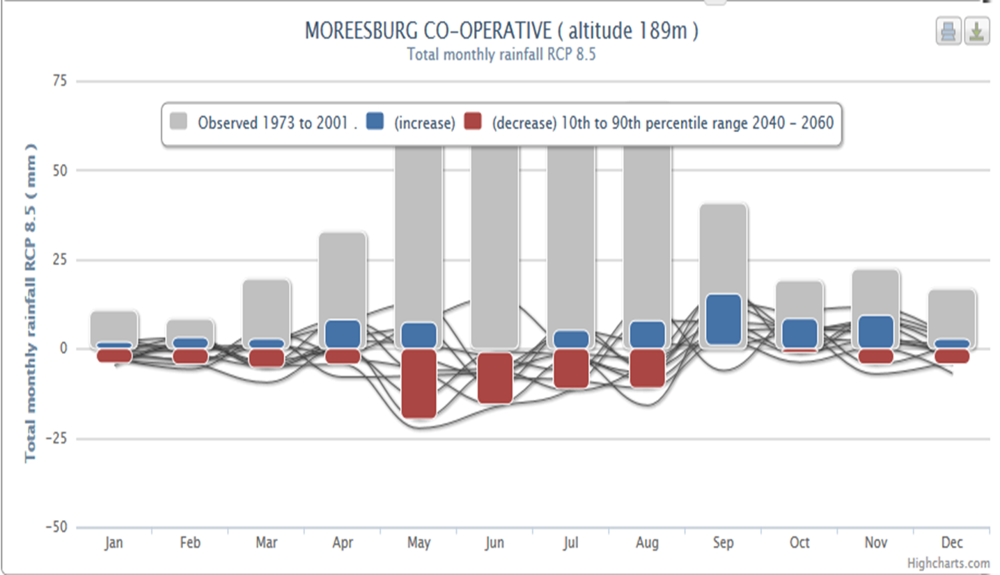 MOREESBURG CO-OPERATIVE ( altitude 189m )
Total monthly rainfall RCP 8.5
Total monthly rainfall RCP 8.5 ( mm )
75
50
25
0
-25
-50
Observed 1973 to 2001 . (increase) (decrease) 10th to 90th percentile range 2040 - 2060
Jan Feb Mar Apr May Jun Jul Aug Sep Oct Nov Dec
Highcharts.com